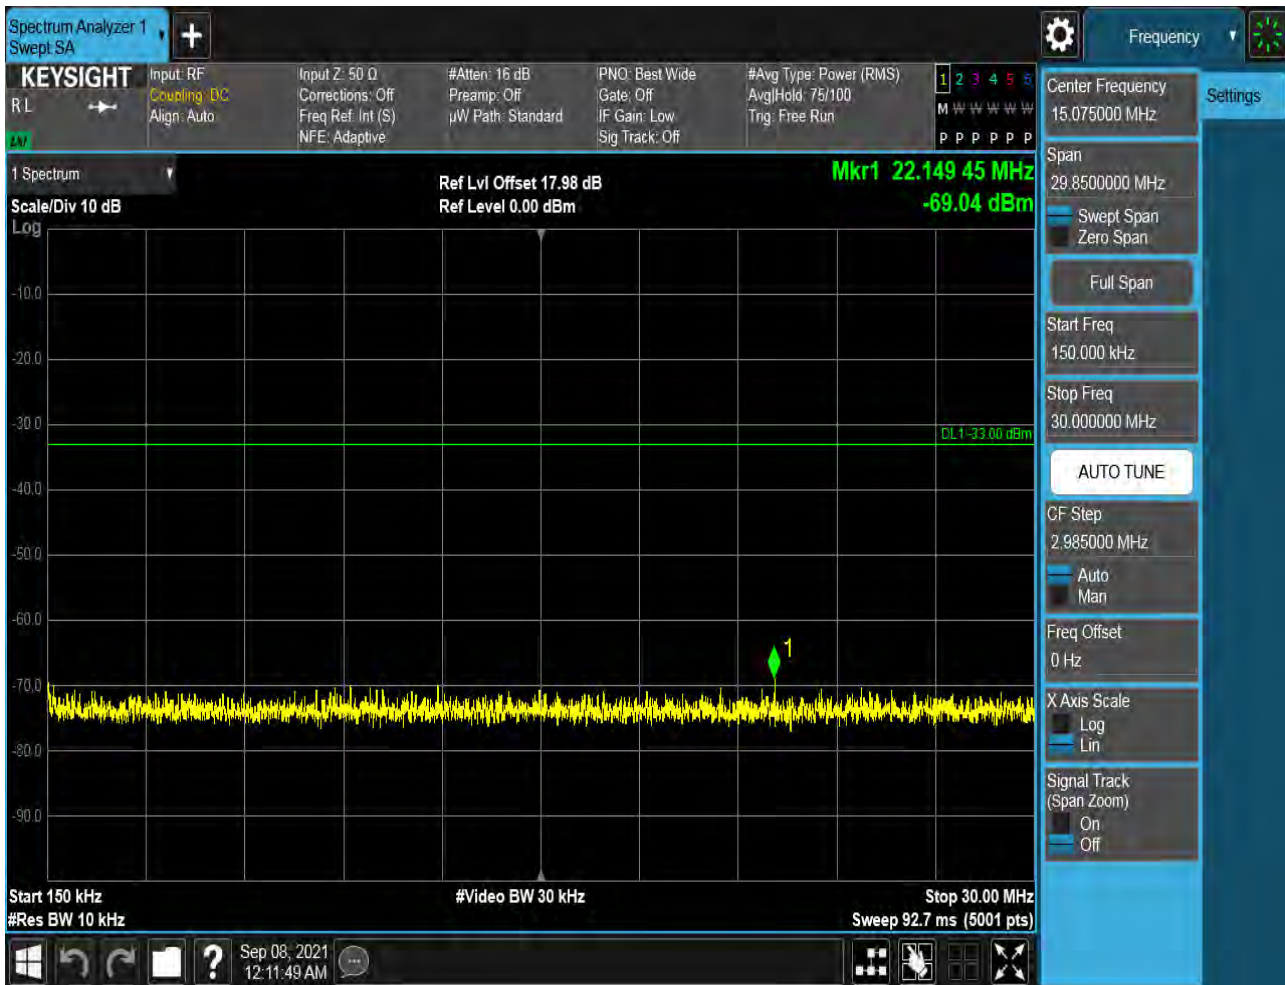 Spectrum Analyzer 1
Swept SA
Frequency
KEYSIGHT
R L
Input: RF
Coupling: DC
Align: Auto
Input Z: 50 Ω
Corrections: Off
Freq Ref: Int (S)
NFE: Adaptive
#Atten: 16 dB
Preamp: Off
µW Path: Standard
PNO: Best Wide
Gate: Off
IF Gain: Low
Sig Track: Off
#Avg Type: Power (RMS)
Avg|Hold: 75/100
Trig: Free Run
1 2 3 4 5 6
M W W W W W
P P P P P P
1 Spectrum
Scale/Div 10 dB
Log
Ref Lvl Offset 17.98 dB
Ref Level 0.00 dBm
Mkr1 22.149 45 MHz
-69.04 dBm
-10.0
-20.0
-30.0
DL1 -33.00 dBm
-40.0
-50.0
-60.0
1
-70.0
-80.0
-90.0
Start 150 kHz
#Video BW 30 kHz
Stop 30.00 MHz
#Res BW 10 kHz
Sweep 92.7 ms (5001 pts)
Sep 08, 2021
12:11:49 AM
Center Frequency
15.075000 MHz
Settings
Span
29.8500000 MHz
Swept Span
Zero Span
Full Span
Start Freq
150.000 kHz
Stop Freq
30.000000 MHz
AUTO TUNE
CF Step
2.985000 MHz
Auto
Man
Freq Offset
0 Hz
X Axis Scale
Log
Lin
Signal Track
(Span Zoom)
On
Off